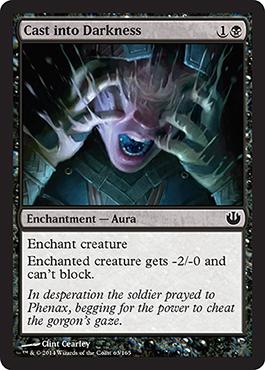 Cast into Darkness 1
Enchantment — Aura
Enchant creature
Enchanted creature gets -2/-0 and
can't block.
In desperation the soldier prayed to
Phenax, begging for the power to cheat
the gorgon's gaze.
Clint Cearley
™ & © 2014 Wizards of the Coast 65/165